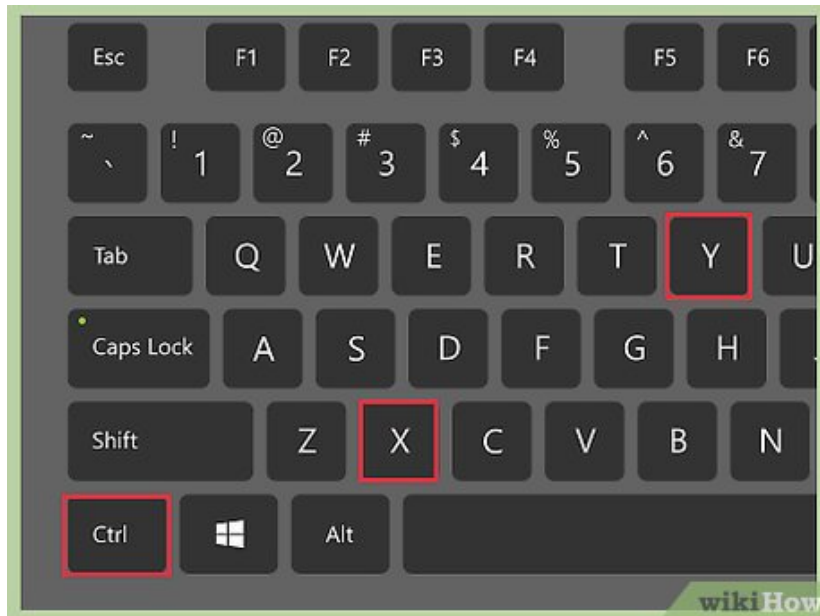 Esc F1 F2 F3 F4 F5 F6
~ ! @ # $ % ^ &
` 1 2 3 4 5 6 7
Tab Q W E R T Y U
Caps Lock A S D F G H
Shift Z X C V B N
Ctrl Alt
wikiHow